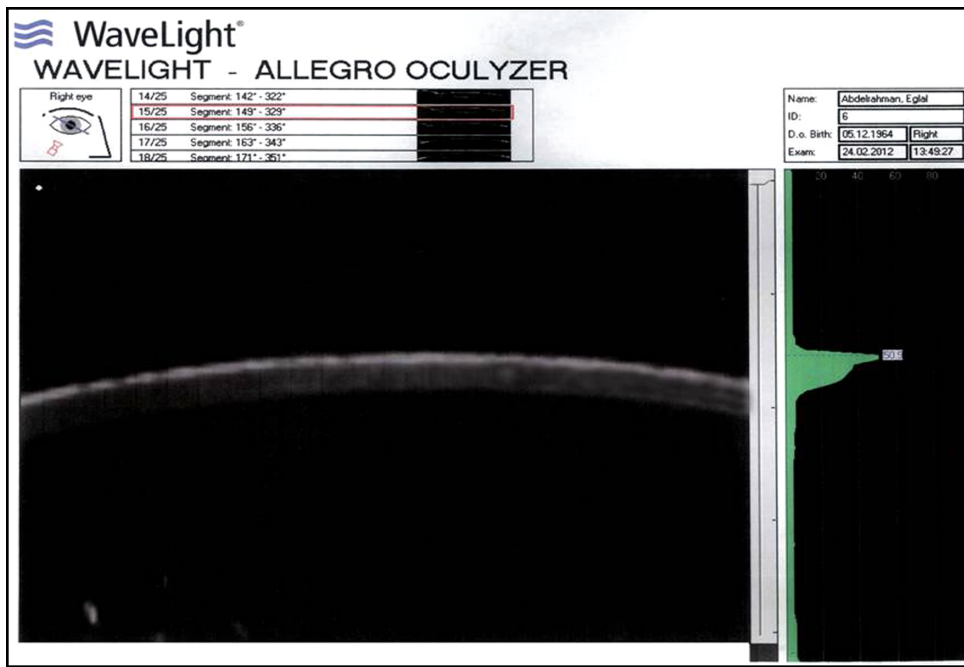 WaveLight®
WAVELIGHT - ALLEGRO OCULYZER
Right eye
14/25 Segment: 142° - 322°
15/25 Segment: 149° - 329°
16/25 Segment: 156° - 336°
17/25 Segment: 163° - 343°
18/25 Segment: 171° - 351°
Name: Abdelrahman, Eglal
ID: 6
D.o. Birth: 05.12.1964 Right
Exam: 24.02.2012 13:49:27
20 40 60 80
50.5